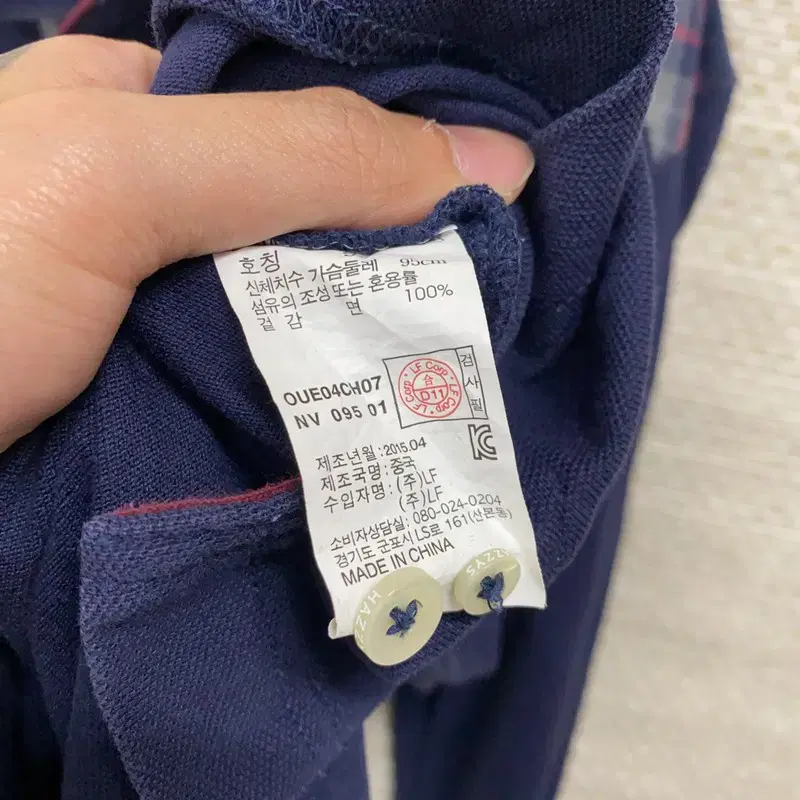 호칭
신체치수 가슴둘레 95cm
섬유의 조성 또는 혼용률
겉감 면 100%
OUE04CH07
NV 095 01
LF Corp · LF Corp ·
合
D11
검사필
KC
제조년월 : 2015.04
제조국명 : 중국
수입자명 : (주)LF
(주)LF
소비자상담실: 080-024-0204
경기도 군포시 LS로 161(산본동)
MADE IN CHINA
HAZZ
AZZYS